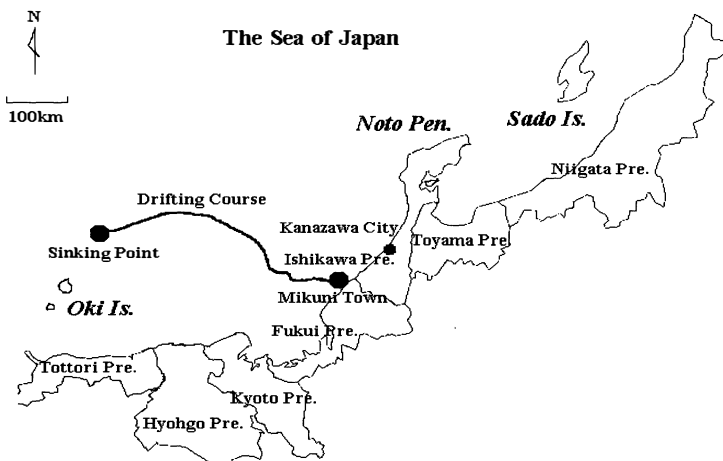 N
The Sea of Japan
100km
Noto Pen.
Sado Is.
Niigata Pre.
Drifting Course
Kanazawa City
Toyama Pre.
Sinking Point
Ishikawa Pre.
Mikuni Town
Oki Is.
Fukui Pre.
Tottori Pre.
Kyoto Pre.
Hyohgo Pre.